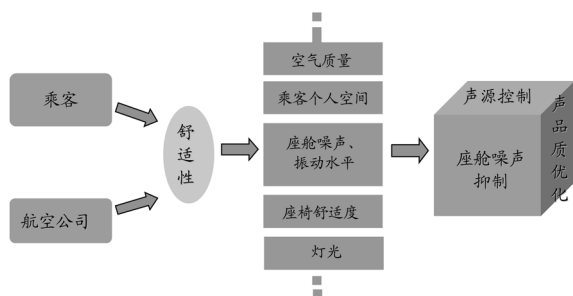 乘客
航空公司
舒
适
性
空气质量
乘客个人空间
座舱噪声、
振动水平
座椅舒适度
灯光
声源控制
座舱噪声
抑制
声
品
质
优
化